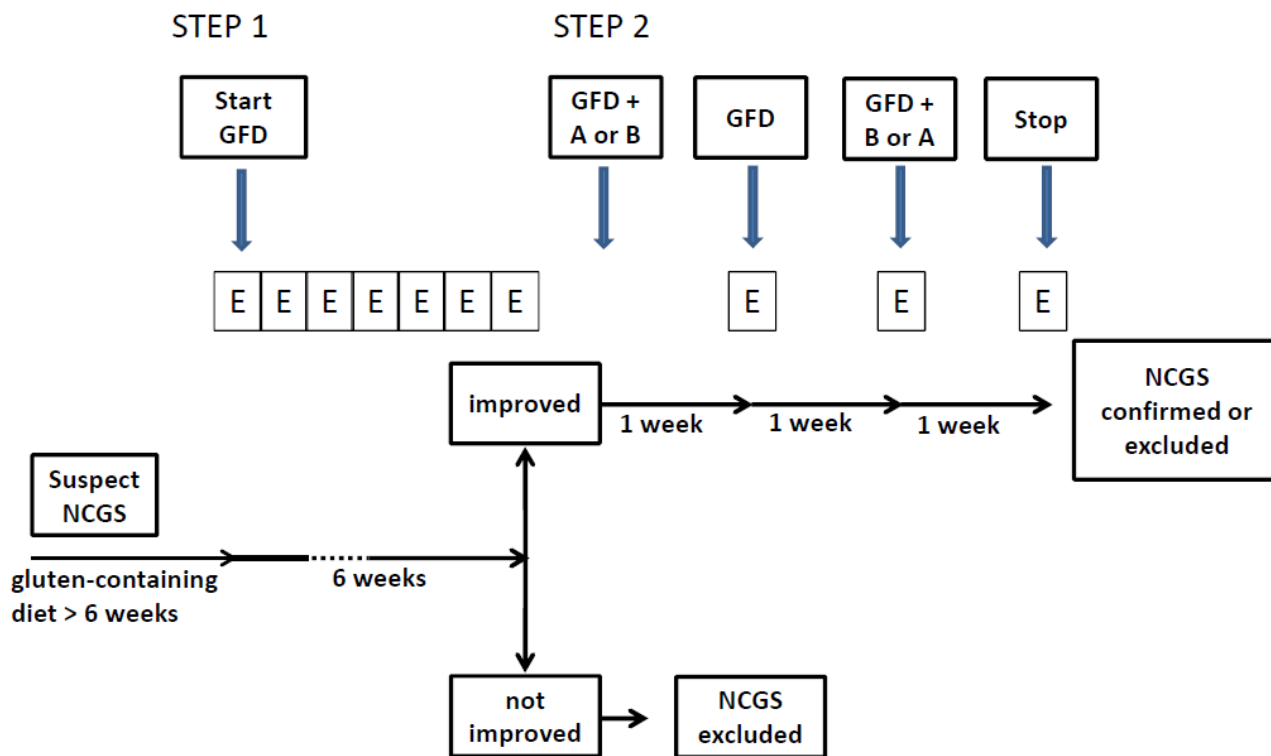 STEP 1
STEP 2
Start
GFD
GFD +
A or B
GFD
GFD +
B or A
Stop
E E E E E E E
E
E
E
improved
1 week
1 week
1 week
NCGS
confirmed or
excluded
Suspect
NCGS
gluten-containing
diet > 6 weeks
6 weeks
not
improved
NCGS
excluded